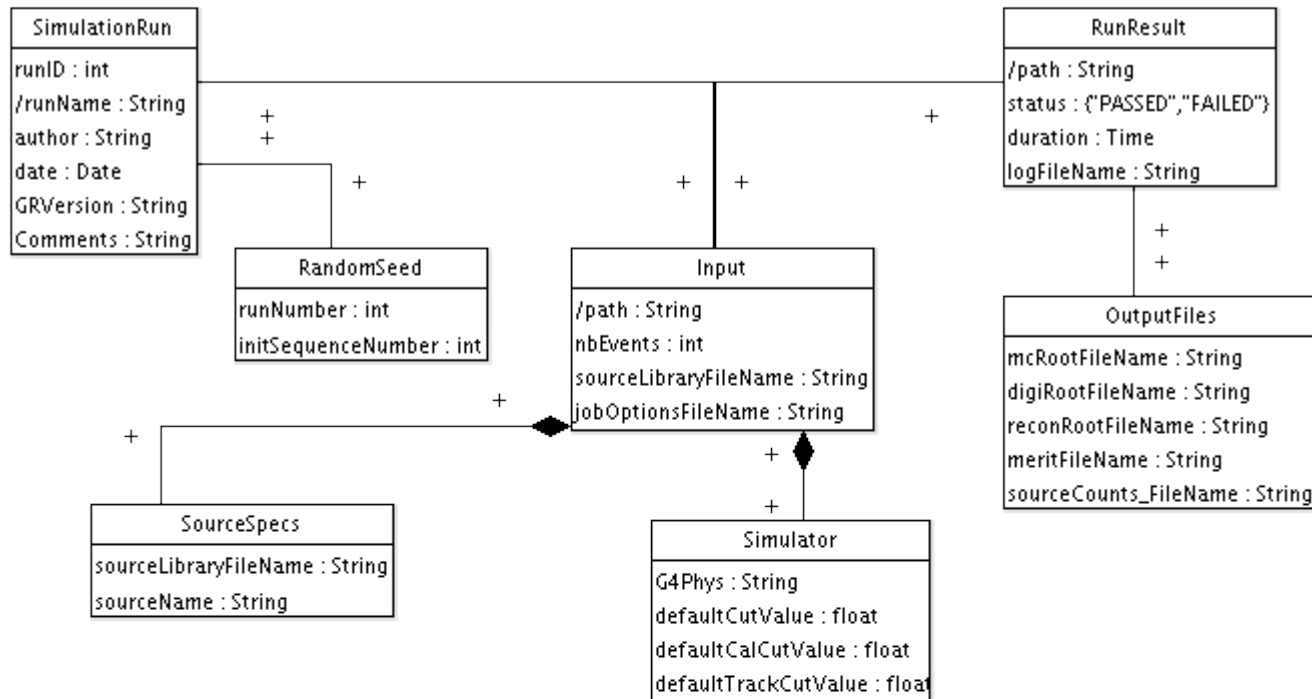 SimulationRun
runID : int
/runName : String
author : String
date : Date
GRVersion : String
Comments : String
RunResult
/path : String
status : {"PASSED","FAILED"}
duration : Time
logFileName : String
+
+
+
+
+
+
+
+
RandomSeed
runNumber : int
initSequenceNumber : int
Input
/path : String
nbEvents : int
sourceLibraryFileName : String
jobOptionsFileName : String
OutputFiles
mcRootFileName : String
digiRootFileName : String
reconRootFileName : String
meritFileName : String
sourceCounts_FileName : String
+
+
+
+
SourceSpecs
sourceLibraryFileName : String
sourceName : String
Simulator
G4Phys : String
defaultCutValue : float
defaultCalCutValue : float
defaultTrackCutValue : float